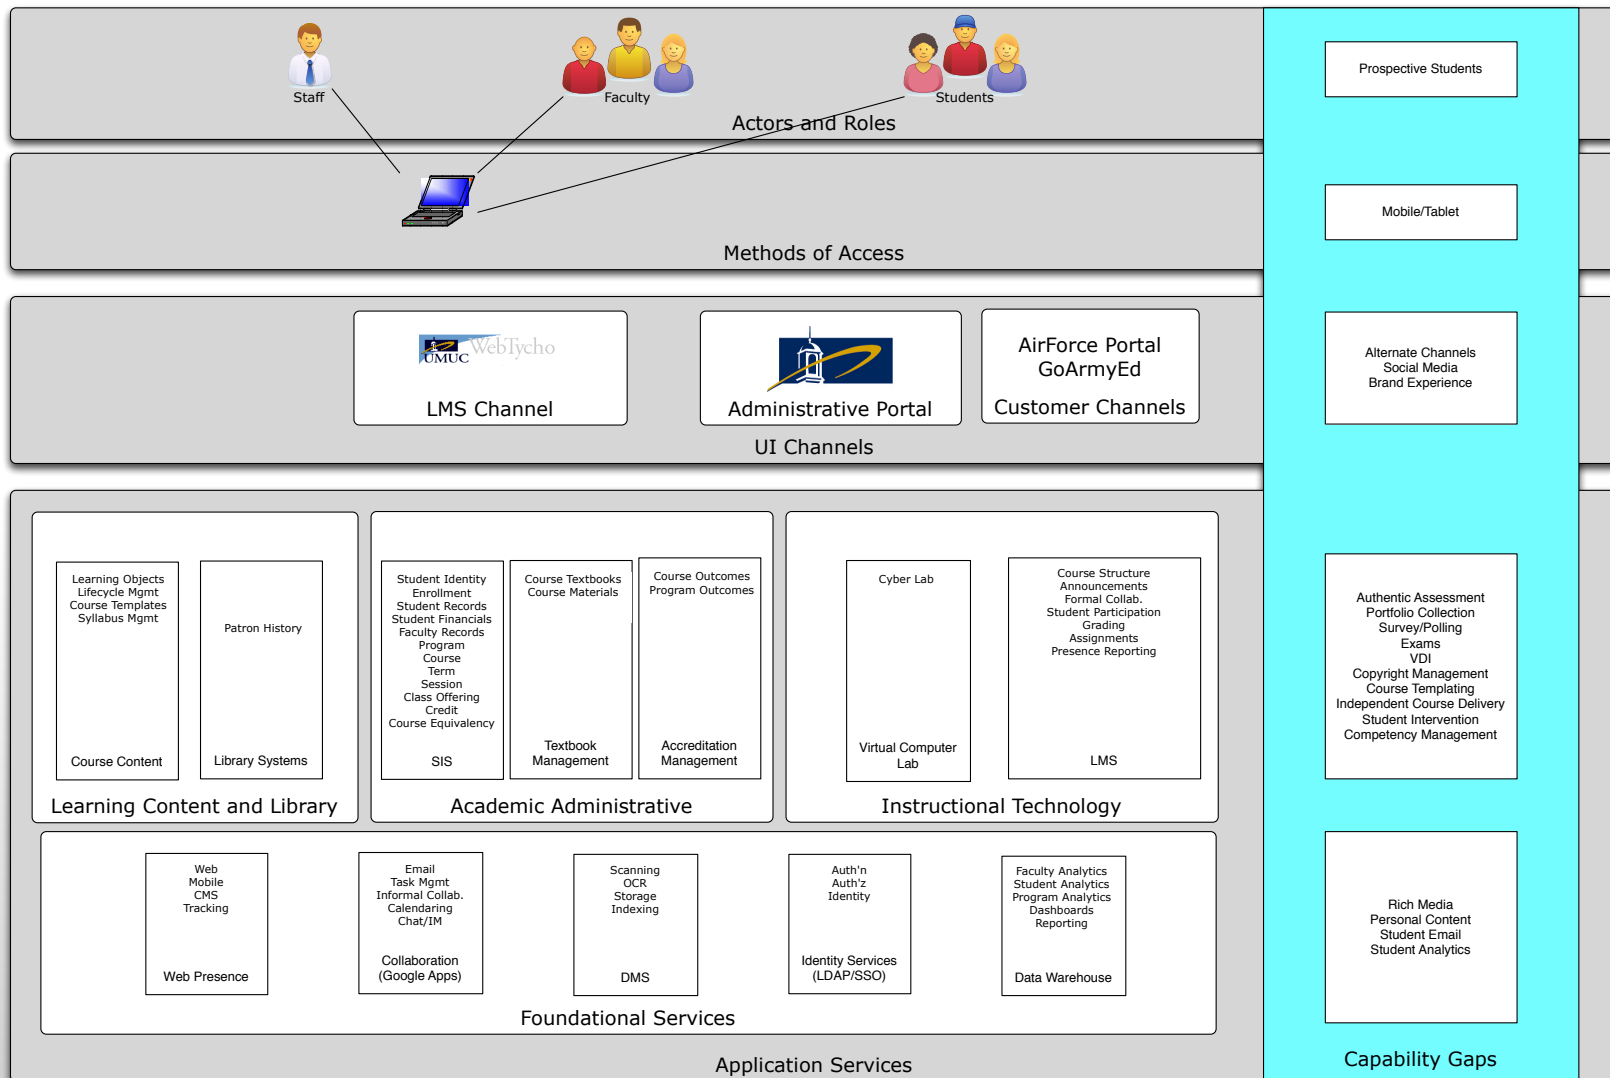 Staff
Faculty
Students
Actors and Roles
Prospective Students
Methods of Access
Mobile/Tablet
UMUC
WebTycho
LMS Channel
Administrative Portal
AirForce Portal
GoArmyEd
Customer Channels
UI Channels
Alternate Channels
Social Media
Brand Experience
Learning Objects
Lifecycle Mgmt
Course Templates
Syllabus Mgmt
Course Content
Patron History
Library Systems
Learning Content and Library
Student Identity
Enrollment
Student Records
Student Financials
Faculty Records
Program
Course
Term
Session
Class Offering
Credit
Course Equivalency
SIS
Course Textbooks
Course Materials
Textbook
Management
Course Outcomes
Program Outcomes
Accreditation
Management
Academic Administrative
Cyber Lab
Virtual Computer
Lab
Course Structure
Announcements
Formal Collab.
Student Participation
Grading
Assignments
Presence Reporting
LMS
Instructional Technology
Authentic Assessment
Portfolio Collection
Survey/Polling
Exams
VDI
Copyright Management
Course Templating
Independent Course Delivery
Student Intervention
Competency Management
Web
Mobile
CMS
Tracking
Web Presence
Email
Task Mgmt
Informal Collab.
Calendaring
Chat/IM
Collaboration
(Google Apps)
Scanning
OCR
Storage
Indexing
DMS
Auth'n
Auth'z
Identity
Identity Services
(LDAP/SSO)
Faculty Analytics
Student Analytics
Program Analytics
Dashboards
Reporting
Data Warehouse
Foundational Services
Rich Media
Personal Content
Student Email
Student Analytics
Application Services
Capability Gaps